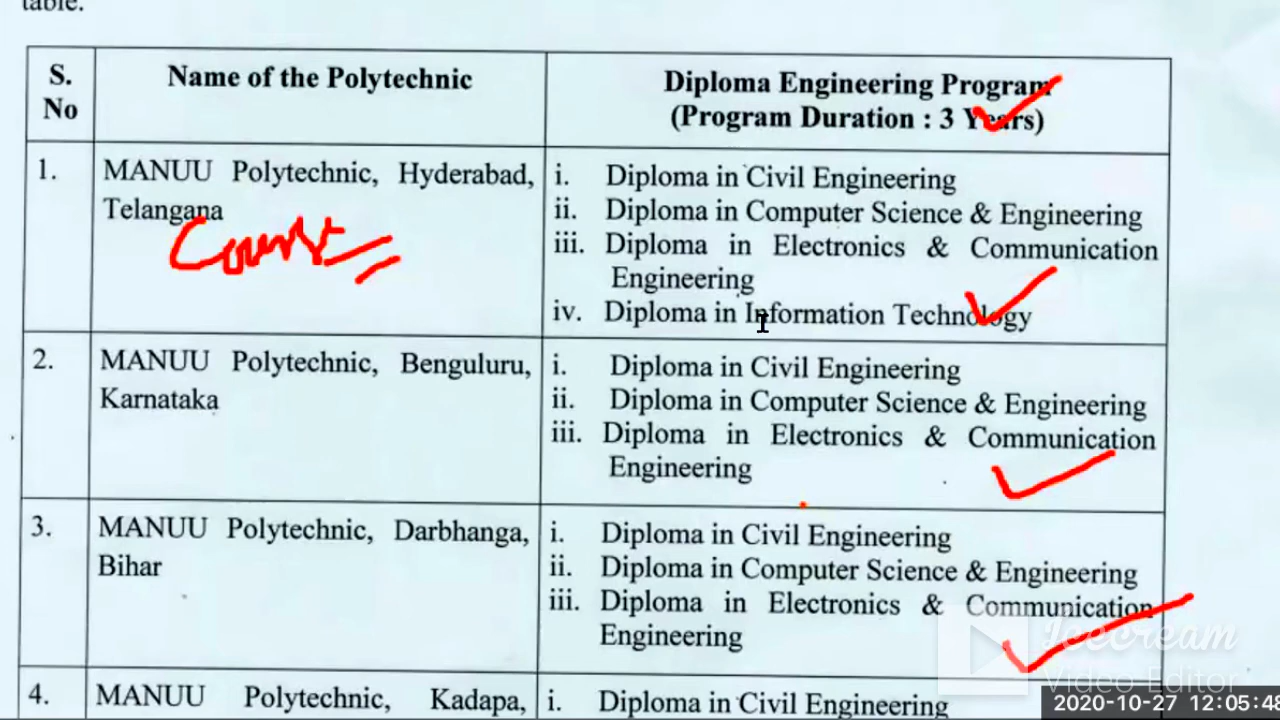 table.
S.
No
Name of the Polytechnic
Diploma Engineering Program
(Program Duration : 3 Years)
1.
MANUU Polytechnic, Hyderabad,
Telangana
i. Diploma in Civil Engineering
ii. Diploma in Computer Science & Engineering
iii. Diploma in Electronics & Communication
Engineering
iv. Diploma in Information Technology
2.
MANUU Polytechnic, Benguluru,
Karnataka
i. Diploma in Civil Engineering
ii. Diploma in Computer Science & Engineering
iii. Diploma in Electronics & Communication
Engineering
3.
MANUU Polytechnic, Darbhanga,
Bihar
i. Diploma in Civil Engineering
ii. Diploma in Computer Science & Engineering
iii. Diploma in Electronics & Communication
Engineering
4.
MANUU Polytechnic, Kadapa,
i. Diploma in Civil Engineering
Icecream
Video Editor
2020-10-27 12:05:48